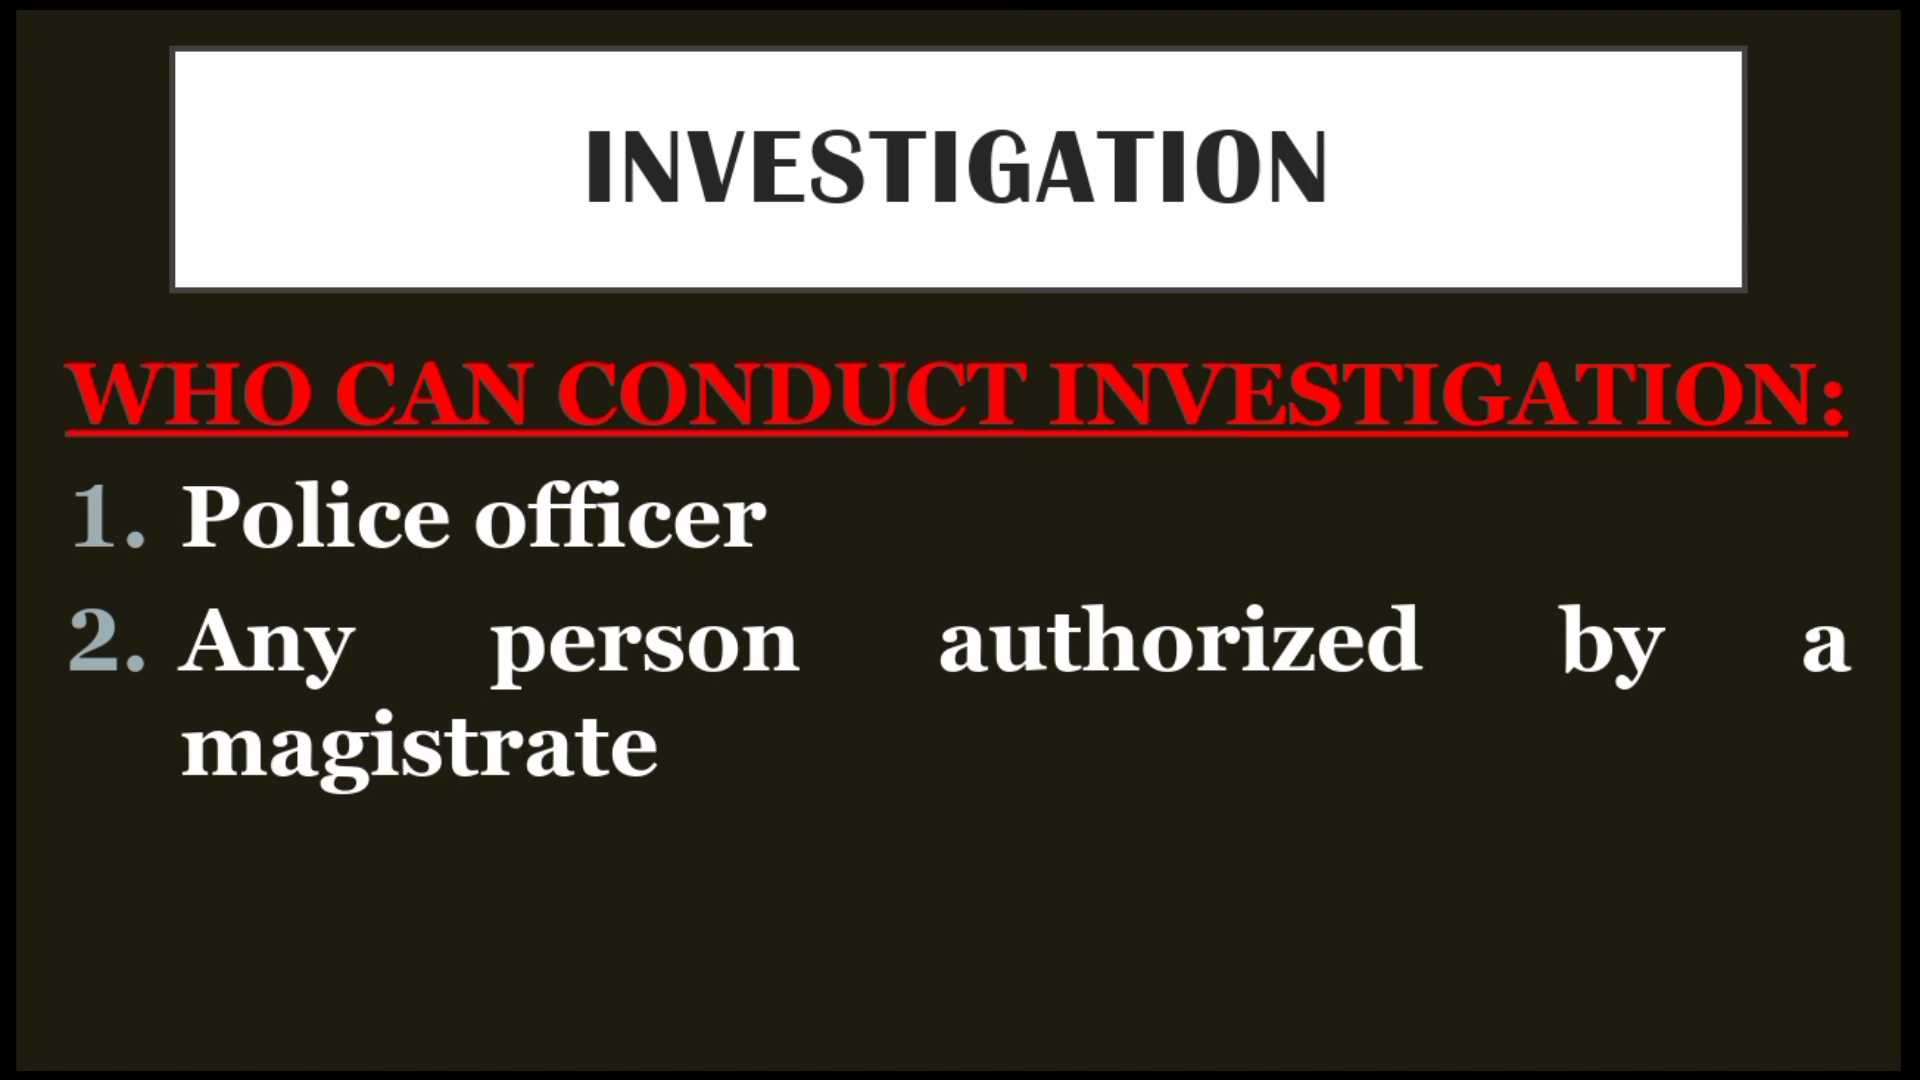 INVESTIGATION
WHO CAN CONDUCT INVESTIGATION:
1. Police officer
2. Any person authorized by a
magistrate